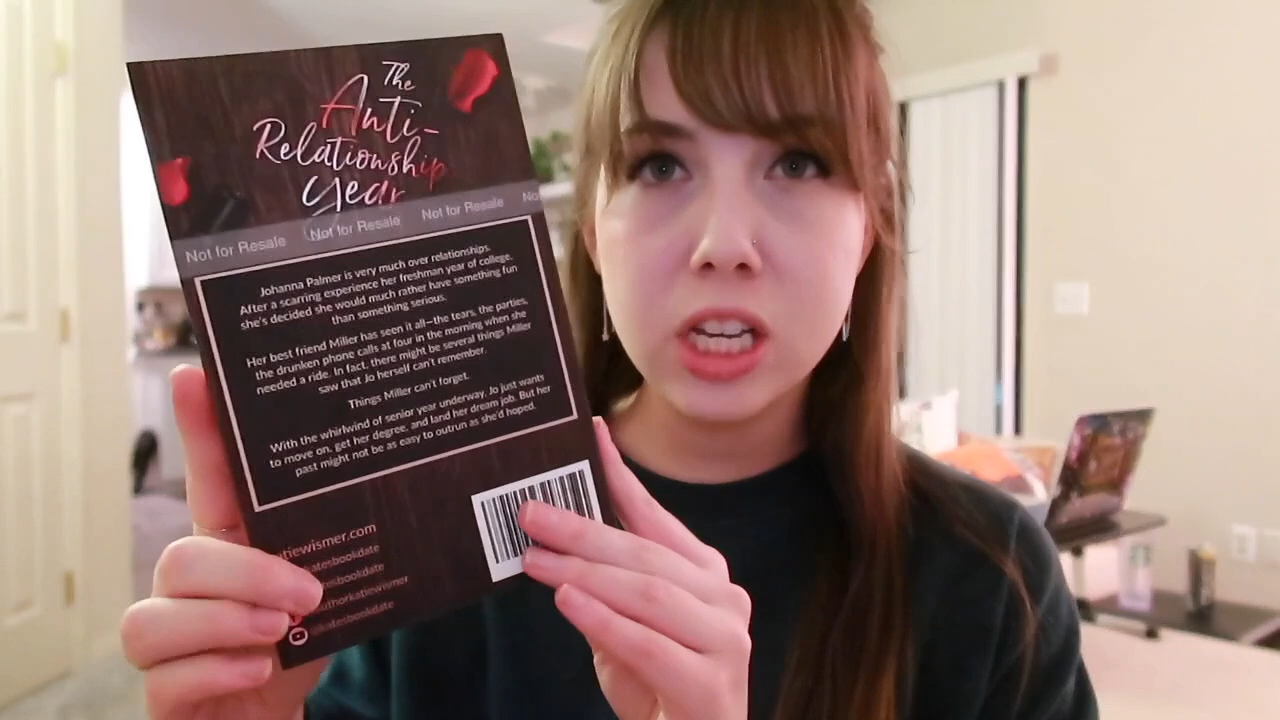 The
Anti-
Relationship
Year
Not for Resale Not for Resale Not for Resale No
Johanna Palmer is very much over relationships.
After a scarring experience her freshman year of college,
she's decided she would much rather have something fun
than something serious.
Her best friend Miller has seen it all—the tears, the parties,
the drunken phone calls at four in the morning when she
needed a ride. In fact, there might be several things Miller
saw that Jo herself can't remember.
Things Miller can't forget.
With the whirlwind of senior year underway, Jo just wants
to move on, get her degree, and land her dream job. But her
past might not be as easy to outrun as she'd hoped.
tiewismer.com
katesbookdate
tesbookdate
authorkatiewismer
@katesbookdate